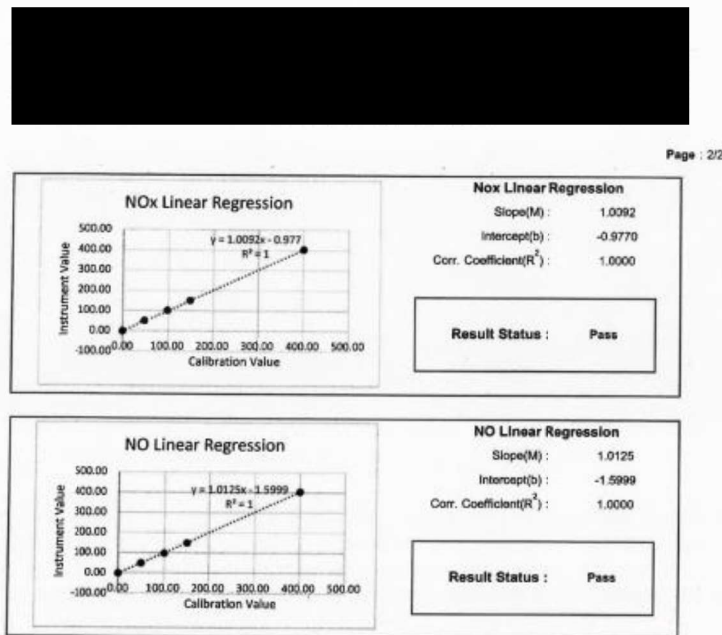 Page : 2/2
NOx Linear Regression
500.00
400.00
300.00
200.00
100.00
0.00
-100.00
y = 1.0092x - 0.977
R² = 1
0.00 100.00 200.00 300.00 400.00 500.00
Instrument Value
Calibration Value
Nox Linear Regression
Slope(M) : 1.0092
Intercept(b) : -0.9770
Corr. Coefficient(R²) : 1.0000
Result Status : Pass
NO Linear Regression
500.00
400.00
300.00
200.00
100.00
0.00
-100.00
y = 1.0125x - 1.5999
R² = 1
0.00 100.00 200.00 300.00 400.00 500.00
Instrument Value
Calibration Value
NO Linear Regression
Slope(M) : 1.0125
Intercept(b) : -1.5999
Corr. Coefficient(R²) : 1.0000
Result Status : Pass